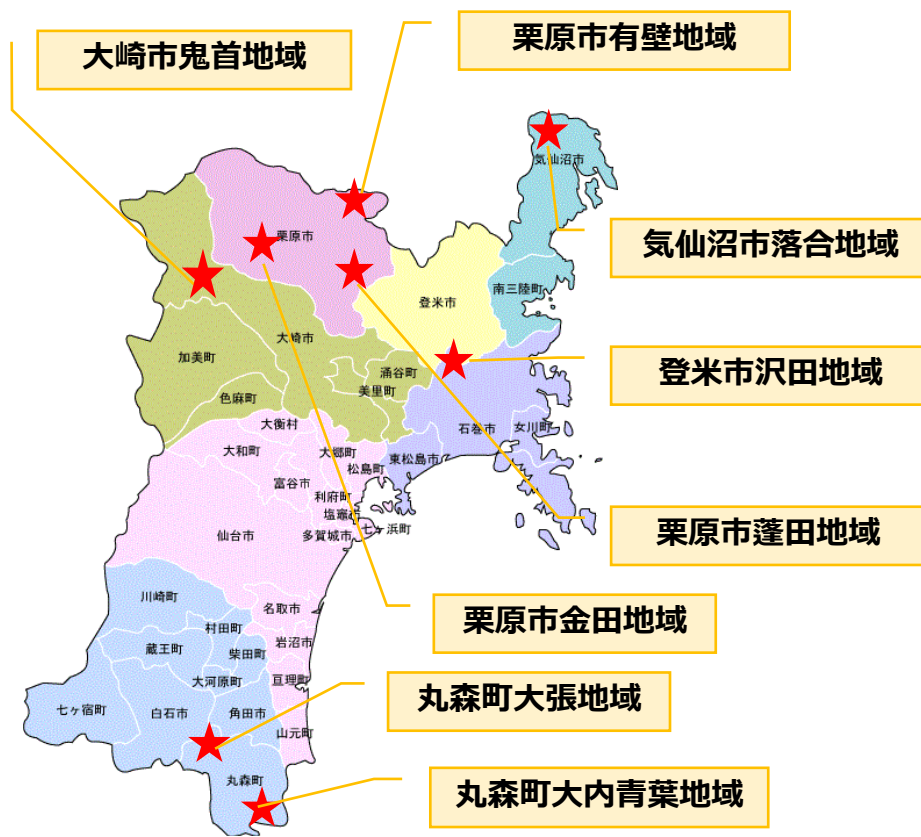 栗原市有壁地域
大崎市鬼首地域
気仙沼市
気仙沼市落合地域
栗原市
南三陸町
登米市
大崎市
加美町
涌谷町
登米市沢田地域
美里町
色麻町
大衡村
石巻市
女川町
大和町
大郷町
東松島市
松島町
富谷市
利府町
塩竈市
七ヶ浜町
仙台市
多賀城市
栗原市蓬田地域
川崎町
名取市
村田町
栗原市金田地域
岩沼市
蔵王町
柴田町
大河原町
亘理町
丸森町大張地域
七ヶ宿町
白石市
角田市
山元町
丸森町
丸森町大内青葉地域